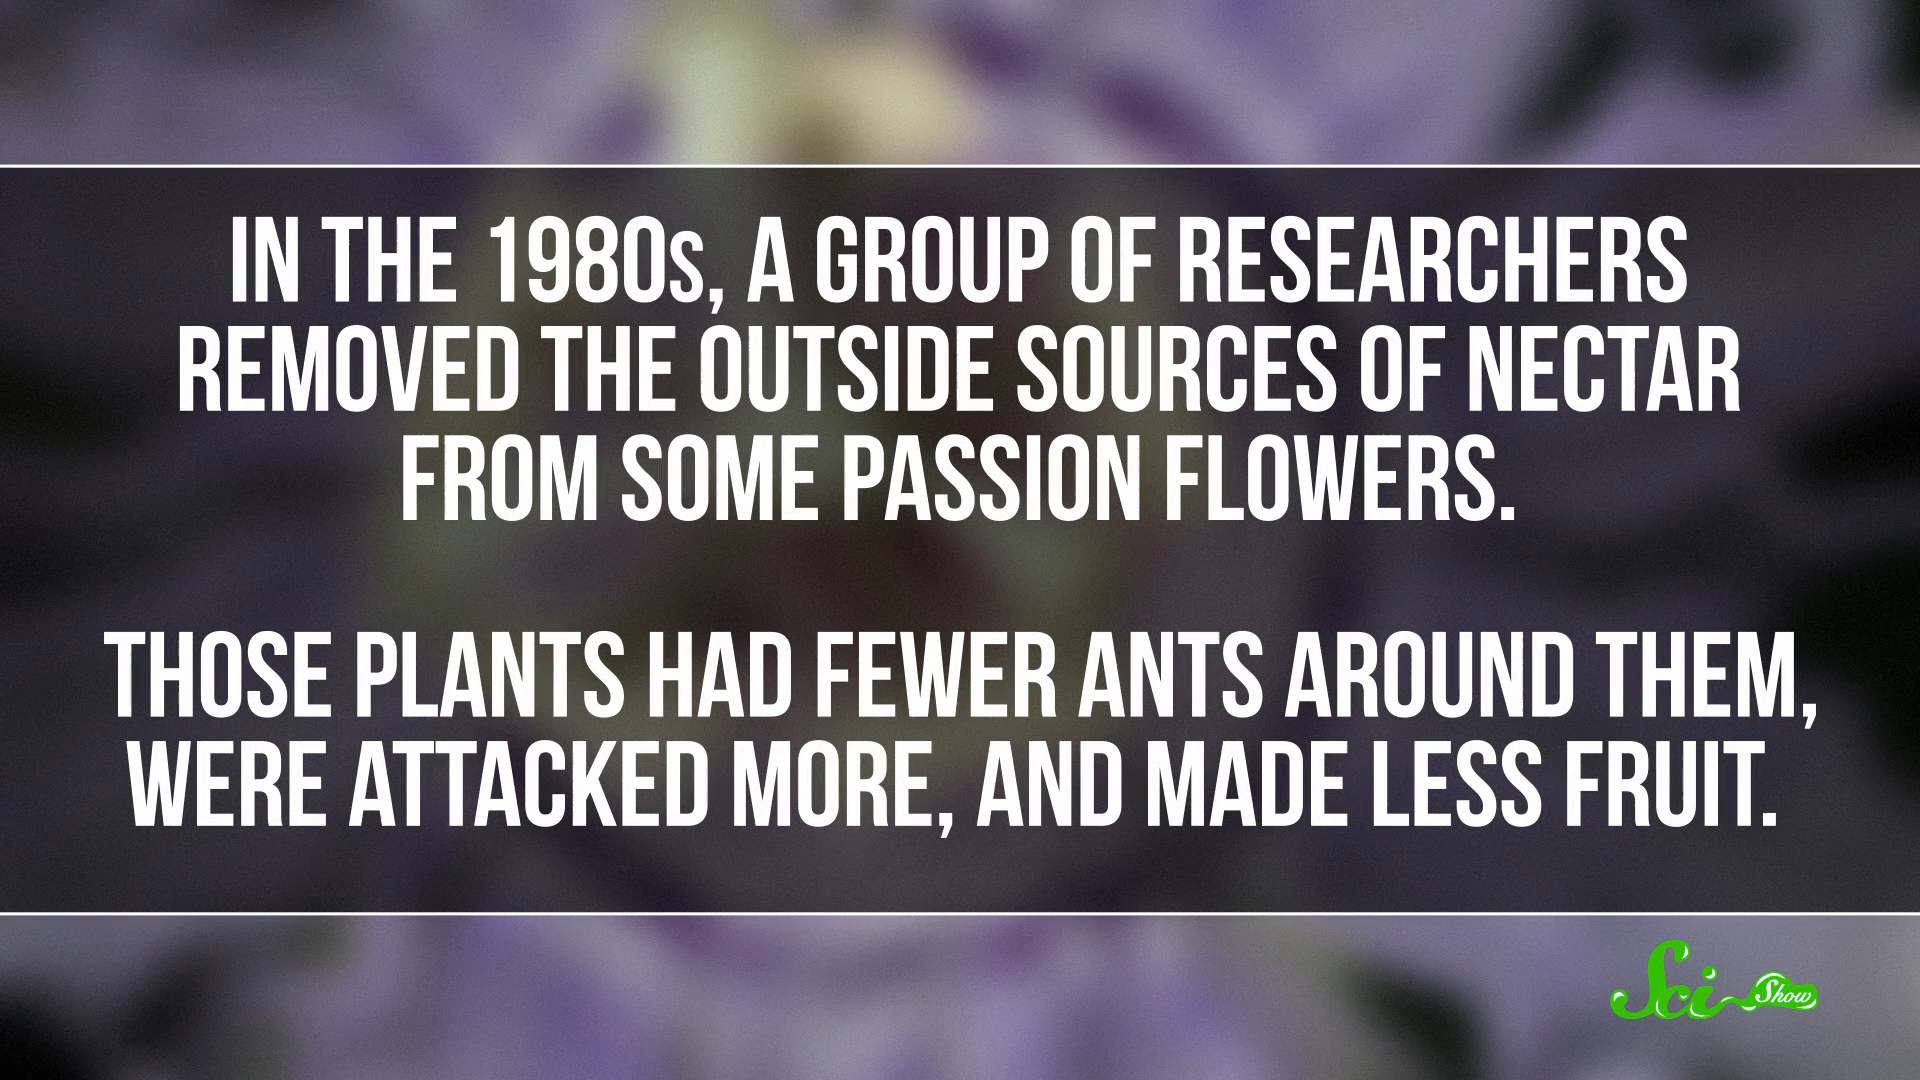 IN THE 1980s, A GROUP OF RESEARCHERS
REMOVED THE OUTSIDE SOURCES OF NECTAR
FROM SOME PASSION FLOWERS.
THOSE PLANTS HAD FEWER ANTS AROUND THEM,
WERE ATTACKED MORE, AND MADE LESS FRUIT.
Sci Show